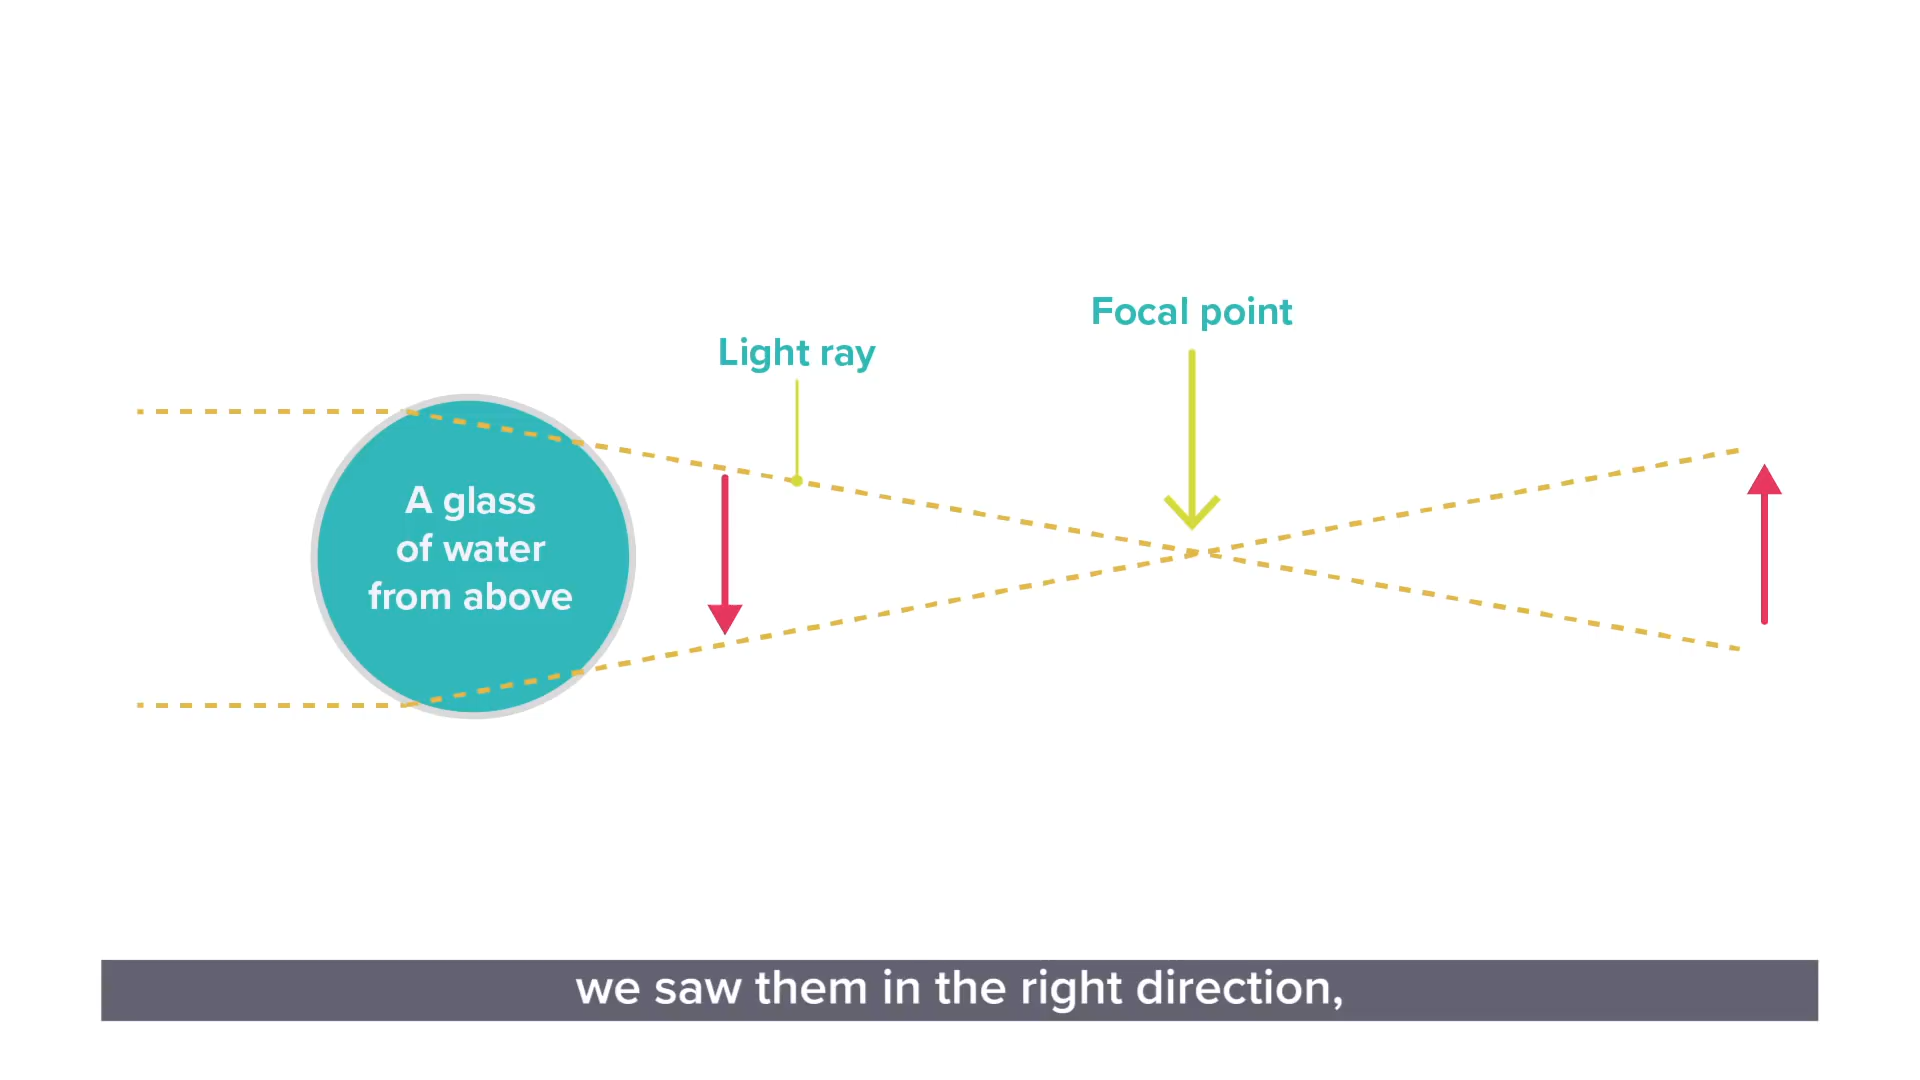 Focal point
Light ray
A glass
of water
from above
we saw them in the right direction,